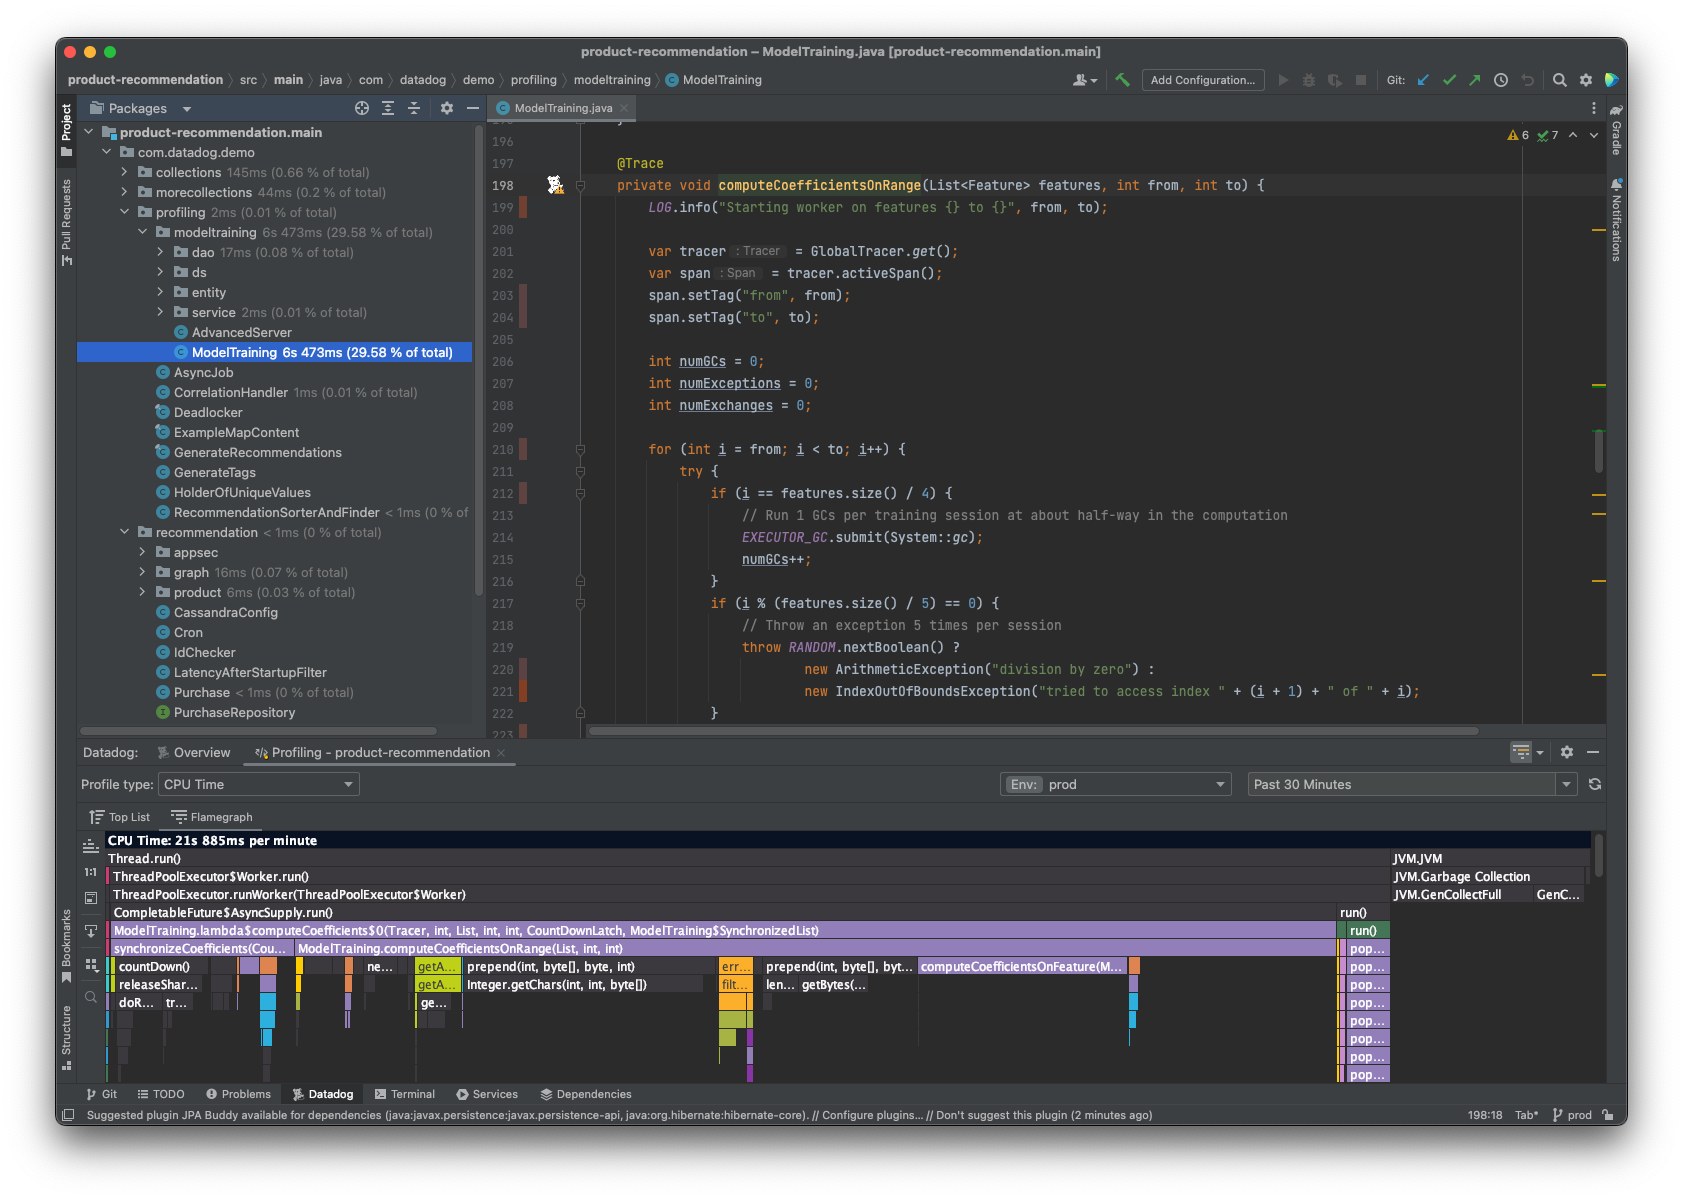 product-recommendation – ModelTraining.java [product-recommendation.main]
product-recommendation > src > main > java > com > datadog > demo > profiling > modeltraining > ModelTraining
Add Configuration...
Git:
Project
Pull Requests
Bookmarks
Structure
Gradle
Notifications
Packages
product-recommendation.main
com.datadog.demo
collections 145ms (0.66 % of total)
morecollections 44ms (0.2 % of total)
profiling 2ms (0.01 % of total)
modeltraining 6s 473ms (29.58 % of total)
dao 17ms (0.08 % of total)
ds
entity
service 2ms (0.01 % of total)
AdvancedServer
ModelTraining 6s 473ms (29.58 % of total)
AsyncJob
CorrelationHandler 1ms (0.01 % of total)
Deadlocker
ExampleMapContent
GenerateRecommendations
GenerateTags
HolderOfUniqueValues
RecommendationSorterAndFinder < 1ms (0 % of
recommendation < 1ms (0 % of total)
appsec
graph 16ms (0.07 % of total)
product 6ms (0.03 % of total)
CassandraConfig
Cron
IdChecker
LatencyAfterStartupFilter
Purchase < 1ms (0 % of total)
PurchaseRepository
ModelTraining.java
6 7
196
197 @Trace
198 private void computeCoefficientsOnRange(List<Feature> features, int from, int to) {
199 LOG.info("Starting worker on features {} to {}", from, to);
200
201 var tracer : Tracer = GlobalTracer.get();
202 var span : Span = tracer.activeSpan();
203 span.setTag("from", from);
204 span.setTag("to", to);
205
206 int numGCs = 0;
207 int numExceptions = 0;
208 int numExchanges = 0;
209
210 for (int i = from; i < to; i++) {
211 try {
212 if (i == features.size() / 4) {
213 // Run 1 GCs per training session at about half-way in the computation
214 EXECUTOR_GC.submit(System::gc);
215 numGCs++;
216 }
217 if (i % (features.size() / 5) == 0) {
218 // Throw an exception 5 times per session
219 throw RANDOM.nextBoolean() ?
220 new ArithmeticException("division by zero") :
221 new IndexOutOfBoundsException("tried to access index " + (i + 1) + " of " + i);
222 }
223
Datadog: Overview Profiling - product-recommendation
Profile type: CPU Time
Env: prod
Past 30 Minutes
Top List Flamegraph
1:1
CPU Time: 21s 885ms per minute
Thread.run() JVM.JVM
ThreadPoolExecutor$Worker.run() JVM.Garbage Collection
ThreadPoolExecutor.runWorker(ThreadPoolExecutor$Worker) JVM.GenCollectFull GenC...
CompletableFuture$AsyncSupply.run() run()
ModelTraining.lambda$computeCoefficients$0(Tracer, int, List, int, int, CountDownLatch, ModelTraining$SynchronizedList) run()
synchronizeCoefficients(Cou... ModelTraining.computeCoefficientsOnRange(List, int, int) pop...
countDown() ne... getA... prepend(int, byte[], byte, int) err... prepend(int, byte[], byt... computeCoefficientsOnFeature(M... pop...
releaseShar... getA... Integer.getChars(int, int, byte[]) filt... len... getBytes(... pop...
doR... tr... ge... pop...
pop...
pop...
pop...
pop...
Git TODO Problems Datadog Terminal Services Dependencies
Suggested plugin JPA Buddy available for dependencies (java:javax.persistence:javax.persistence-api, java:org.hibernate:hibernate-core). // Configure plugins... // Don't suggest this plugin (2 minutes ago)
198:18 Tab* prod